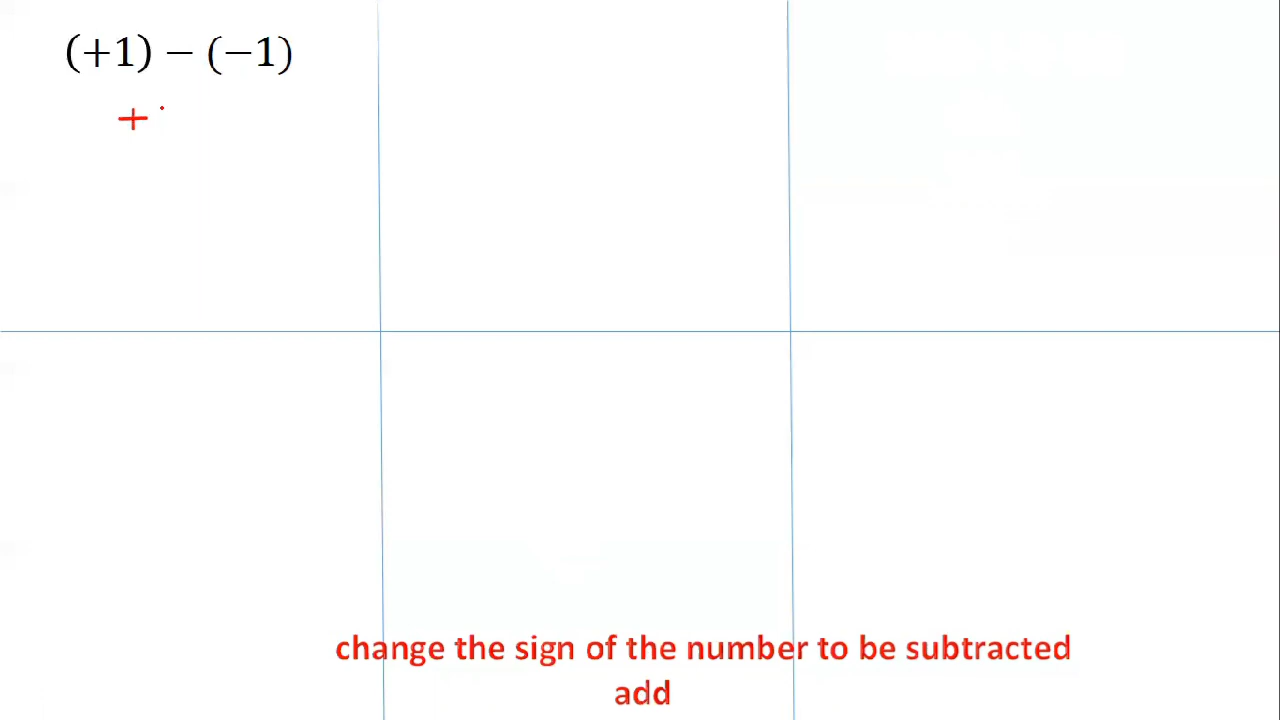 (+1) − (−1)
+
change the sign of the number to be subtracted
add